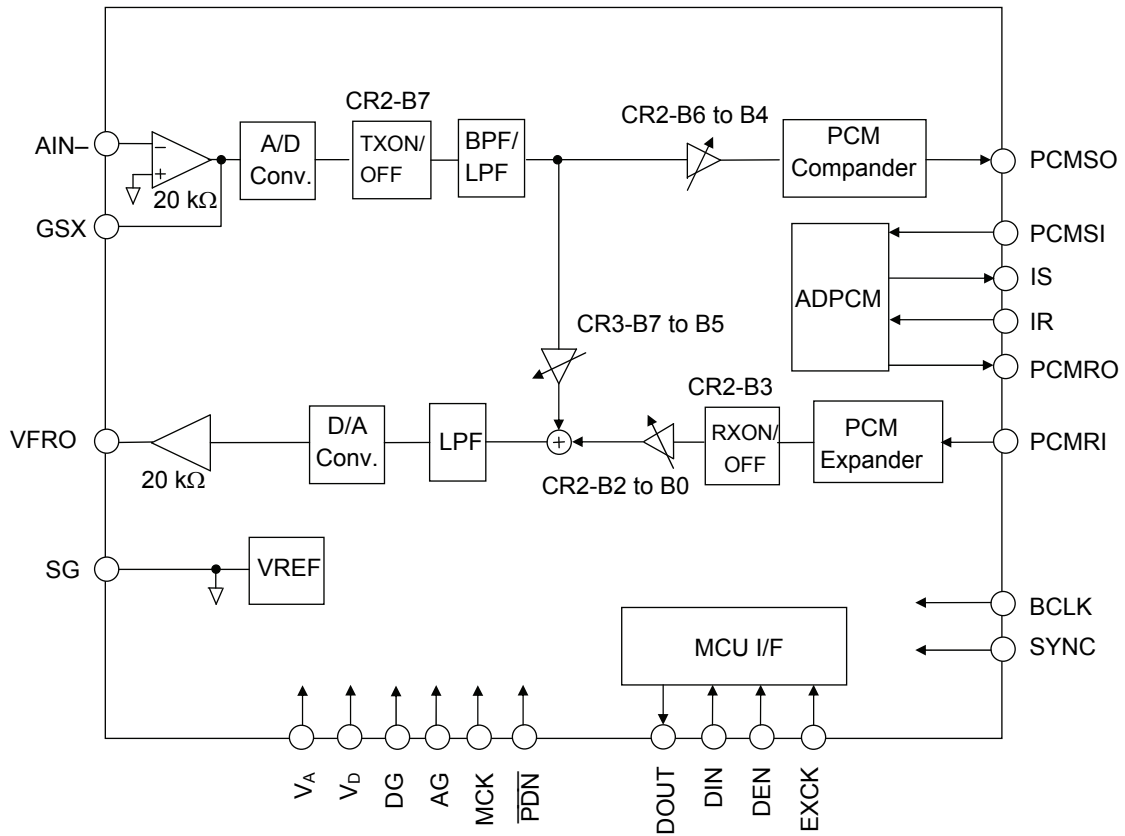 CR2-B7
CR2-B6 to B4
AIN–
–
+
20 kΩ
A/D
Conv.
TXON/
OFF
BPF/
LPF
PCM
Compander
PCMSO
GSX
PCMSI
IS
ADPCM
IR
PCMRO
CR3-B7 to B5
CR2-B3
VFRO
20 kΩ
D/A
Conv.
LPF
+
CR2-B2 to B0
RXON/
OFF
PCM
Expander
PCMRI
SG
VREF
BCLK
SYNC
MCU I/F
VA
VD
DG
AG
MCK
PDN
DOUT
DIN
DEN
EXCK